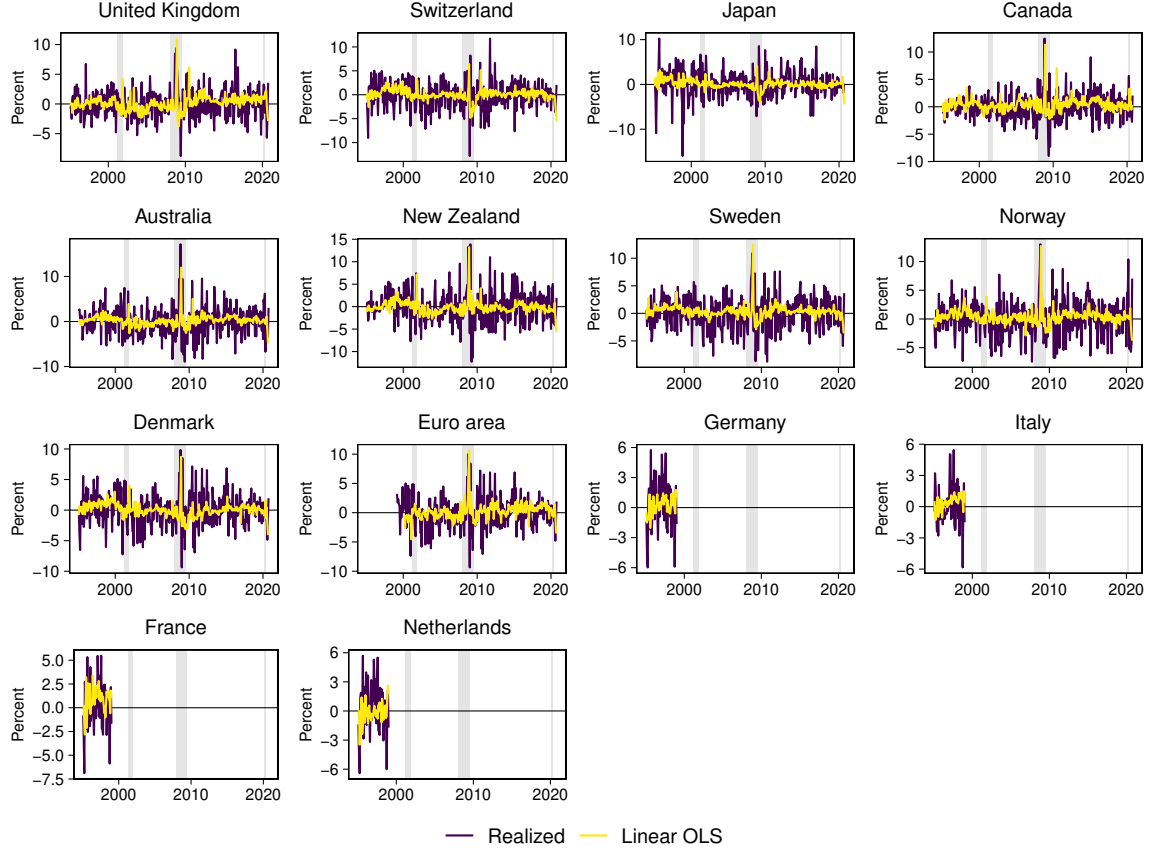 United Kingdom
Percent
10
5
0
−5
2000 2010 2020
Switzerland
Percent
10
5
0
−5
−10
2000 2010 2020
Japan
Percent
10
0
−10
2000 2010 2020
Canada
Percent
10
5
0
−5
−10
2000 2010 2020
Australia
Percent
10
0
−10
2000 2010 2020
New Zealand
Percent
15
10
5
0
−5
−10
2000 2010 2020
Sweden
Percent
10
5
0
−5
2000 2010 2020
Norway
Percent
10
5
0
−5
2000 2010 2020
Denmark
Percent
10
5
0
−5
−10
2000 2010 2020
Euro area
Percent
10
5
0
−5
−10
2000 2010 2020
Germany
Percent
6
3
0
−3
−6
2000 2010 2020
Italy
Percent
6
3
0
−3
−6
2000 2010 2020
France
Percent
5.0
2.5
0.0
−2.5
−5.0
−7.5
2000 2010 2020
Netherlands
Percent
6
3
0
−3
−6
2000 2010 2020
Realized Linear OLS